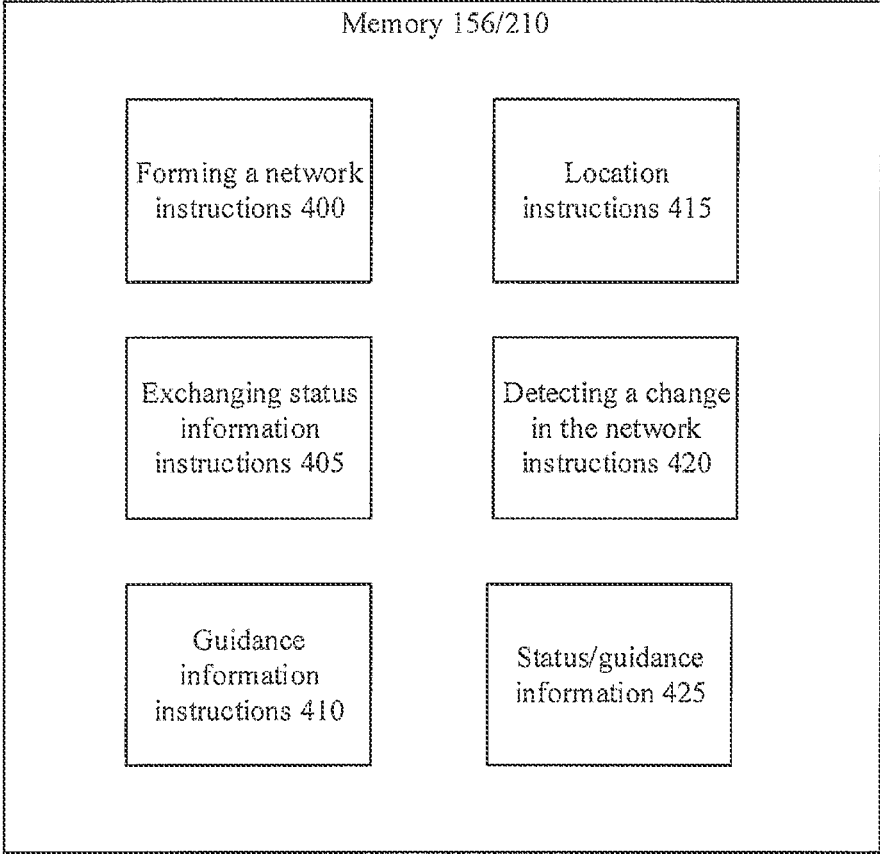 Memory 156/210
Forming a network
instructions 400
Location
instructions 415
Exchanging status
information
instructions 405
Detecting a change
in the network
instructions 420
Guidance
information
instructions 410
Status/guidance
information 425